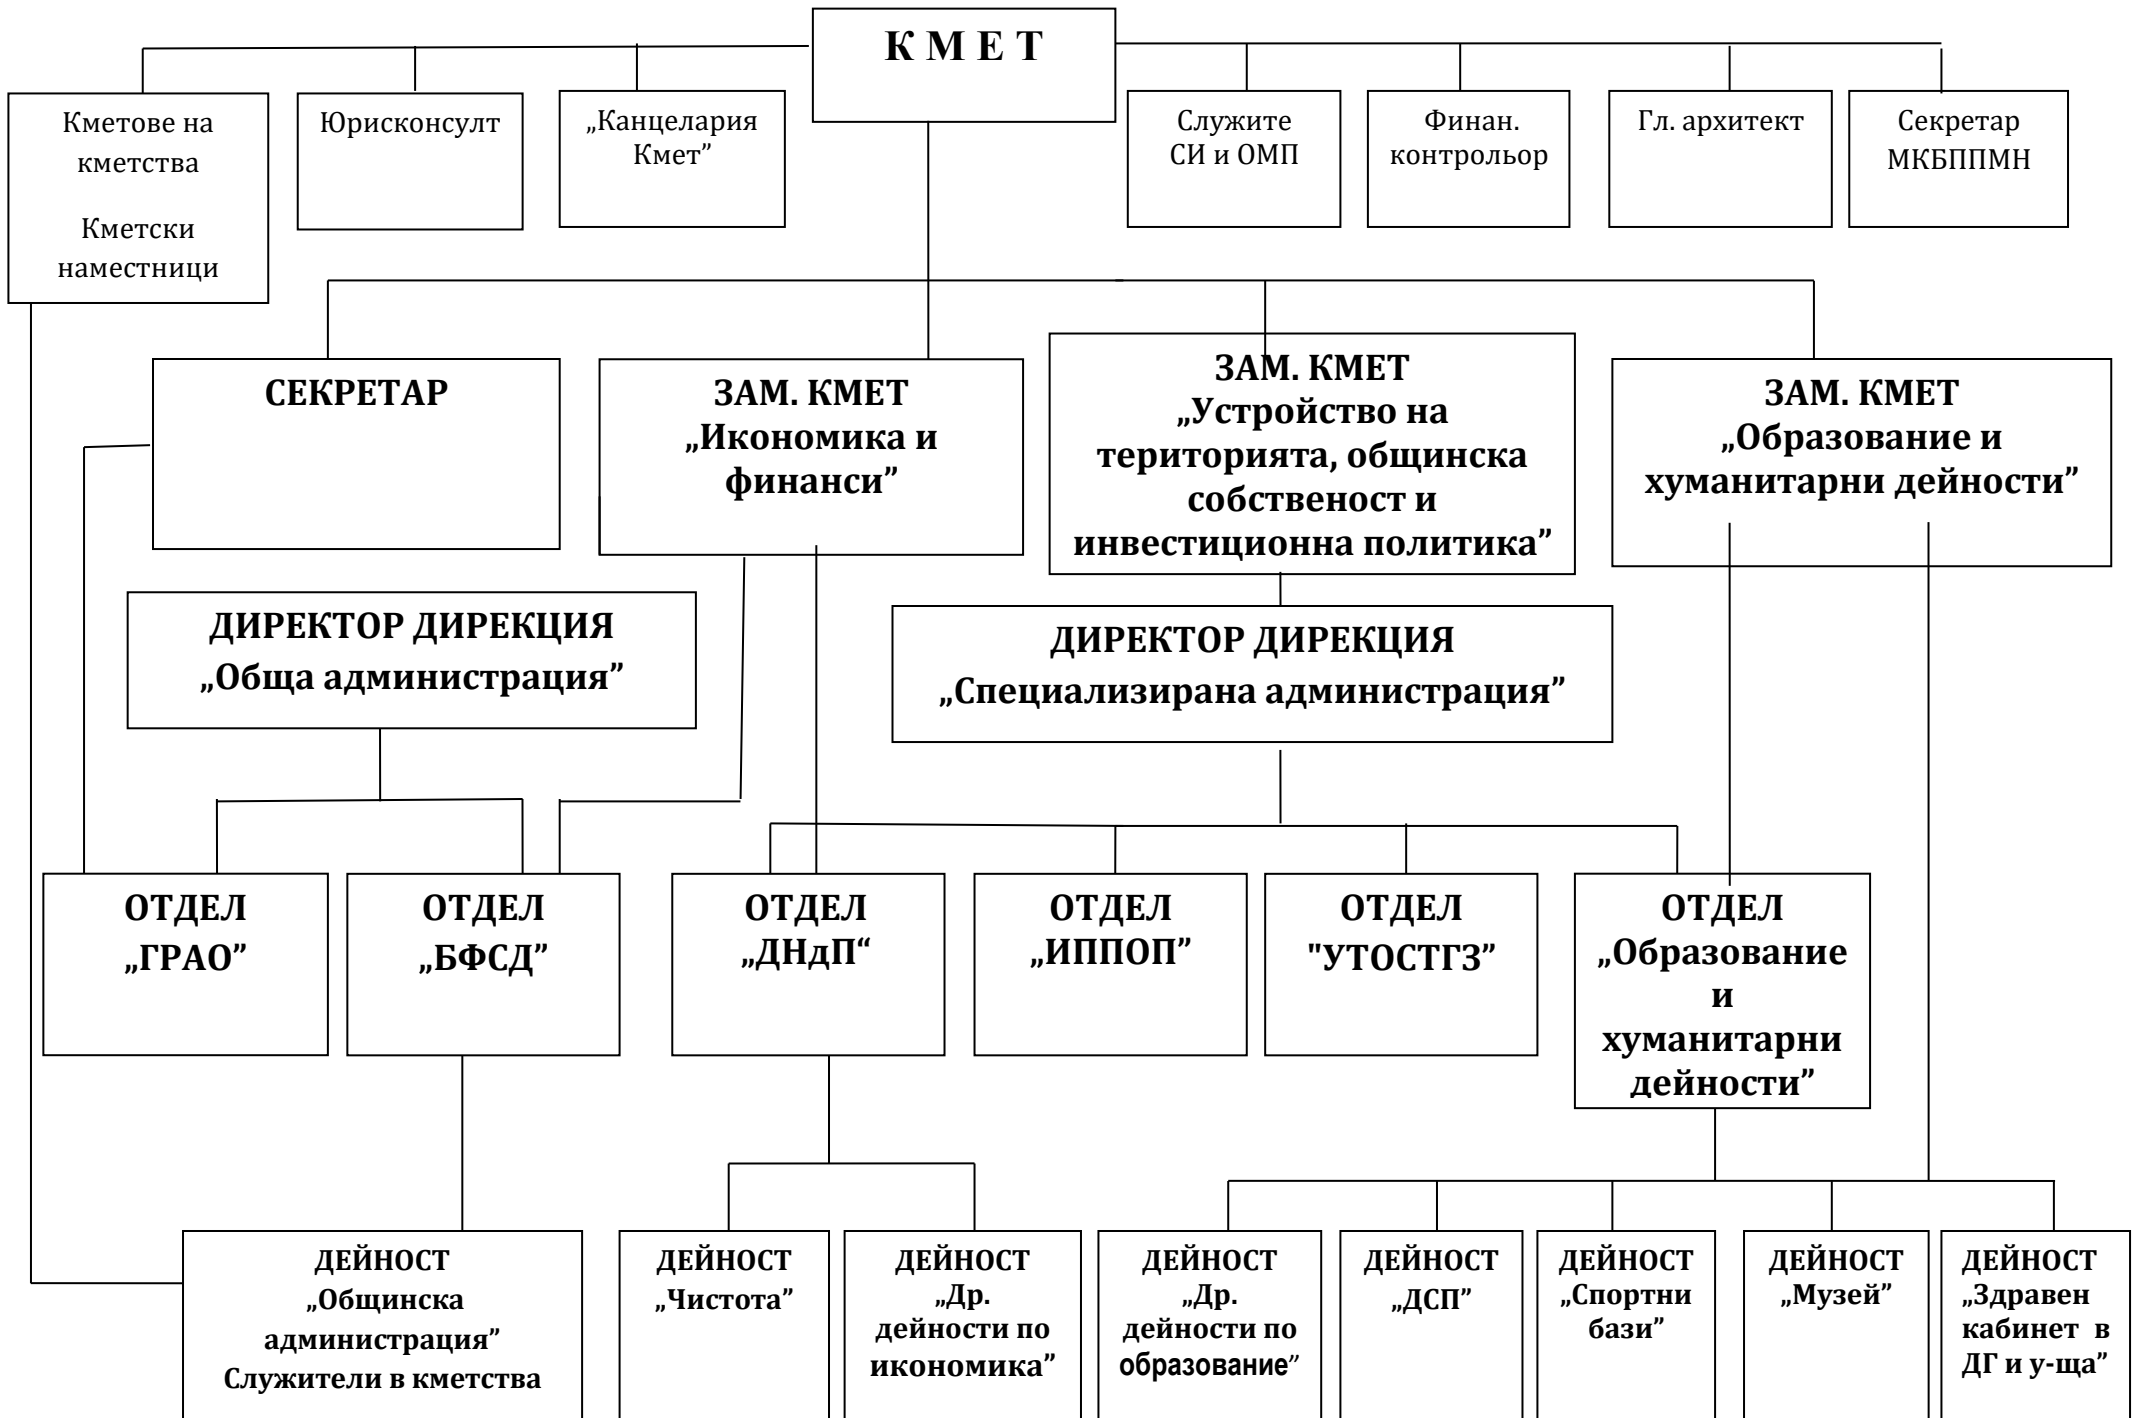 К М Е Т
Кметове на
кметства
Кметски
наместници
Юрисконсулт
„Канцелария
Кмет”
Служите
СИ и ОМП
Финан.
контрольор
Гл. архитект
Секретар
МКБППМН
СЕКРЕТАР
ЗАМ. КМЕТ
„Икономика и
финанси”
ЗАМ. КМЕТ
„Устройство на
територията, общинска
собственост и
инвестиционна политика”
ЗАМ. КМЕТ
„Образование и
хуманитарни дейности”
ДИРЕКТОР ДИРЕКЦИЯ
„Обща администрация”
ДИРЕКТОР ДИРЕКЦИЯ
„Специализирана администрация”
ОТДЕЛ
„ГРАО”
ОТДЕЛ
„БФСД”
ОТДЕЛ
„ДНдП“
ОТДЕЛ
„ИППОП”
ОТДЕЛ
"УТОСТГЗ”
ОТДЕЛ
„Образование
и
хуманитарни
дейности”
ДЕЙНОСТ
„Общинска
администрация”
Служители в кметства
ДЕЙНОСТ
„Чистота”
ДЕЙНОСТ
„Др.
дейности по
икономика”
ДЕЙНОСТ
„Др.
дейности по
образование”
ДЕЙНОСТ
„ДСП”
ДЕЙНОСТ
„Спортни
бази”
ДЕЙНОСТ
„Музей”
ДЕЙНОСТ
„Здравен
кабинет в
ДГ и у-ща”